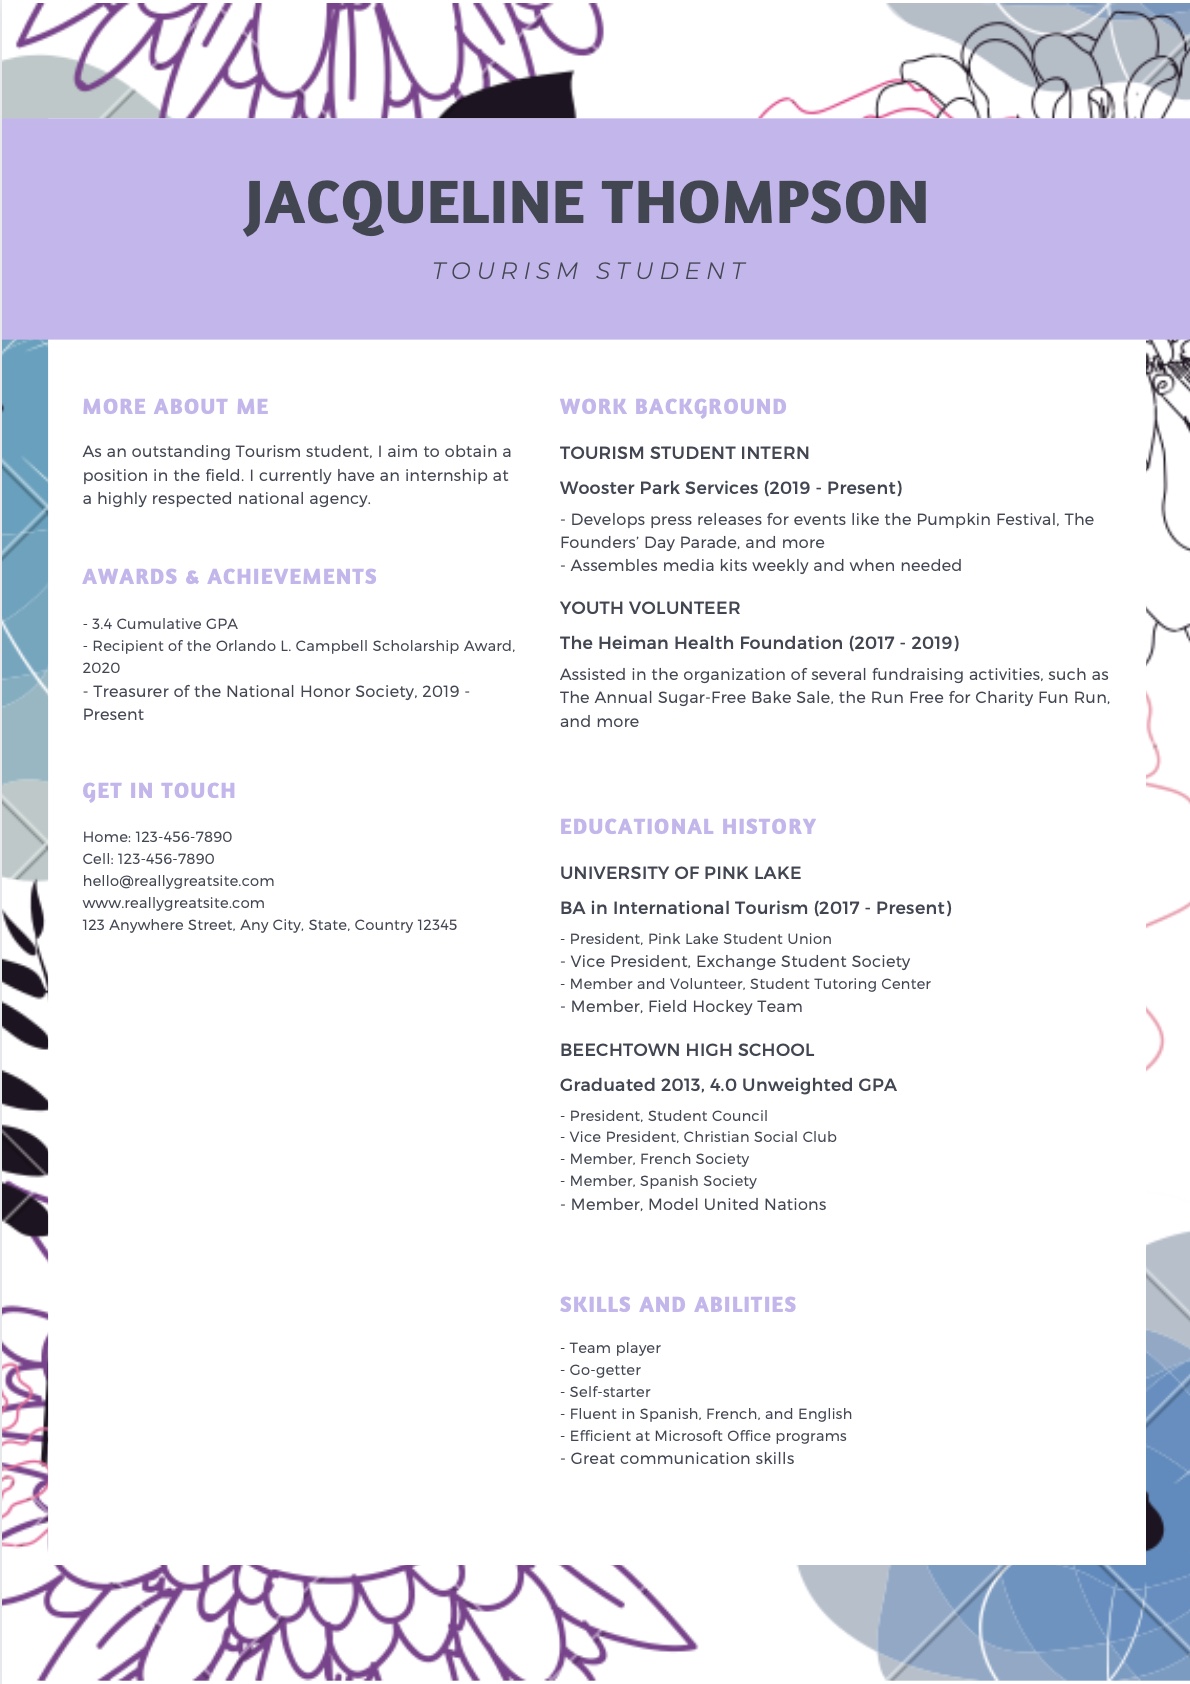 JACQUELINE THOMPSON
TOURISM STUDENT
MORE ABOUT ME
As an outstanding Tourism student, I aim to obtain a
position in the field. I currently have an internship at
a highly respected national agency.
AWARDS & ACHIEVEMENTS
- 3.4 Cumulative GPA
- Recipient of the Orlando L. Campbell Scholarship Award,
2020
- Treasurer of the National Honor Society, 2019 -
Present
GET IN TOUCH
Home: 123-456-7890
Cell: 123-456-7890
hello@reallygreatsite.com
www.reallygreatsite.com
123 Anywhere Street, Any City, State, Country 12345
WORK BACKGROUND
TOURISM STUDENT INTERN
Wooster Park Services (2019 - Present)
- Develops press releases for events like the Pumpkin Festival, The
Founders’ Day Parade, and more
- Assembles media kits weekly and when needed
YOUTH VOLUNTEER
The Heiman Health Foundation (2017 - 2019)
Assisted in the organization of several fundraising activities, such as
The Annual Sugar-Free Bake Sale, the Run Free for Charity Fun Run,
and more
EDUCATIONAL HISTORY
UNIVERSITY OF PINK LAKE
BA in International Tourism (2017 - Present)
- President, Pink Lake Student Union
- Vice President, Exchange Student Society
- Member and Volunteer, Student Tutoring Center
- Member, Field Hockey Team
BEECHTOWN HIGH SCHOOL
Graduated 2013, 4.0 Unweighted GPA
- President, Student Council
- Vice President, Christian Social Club
- Member, French Society
- Member, Spanish Society
- Member, Model United Nations
SKILLS AND ABILITIES
- Team player
- Go-getter
- Self-starter
- Fluent in Spanish, French, and English
- Efficient at Microsoft Office programs
- Great communication skills